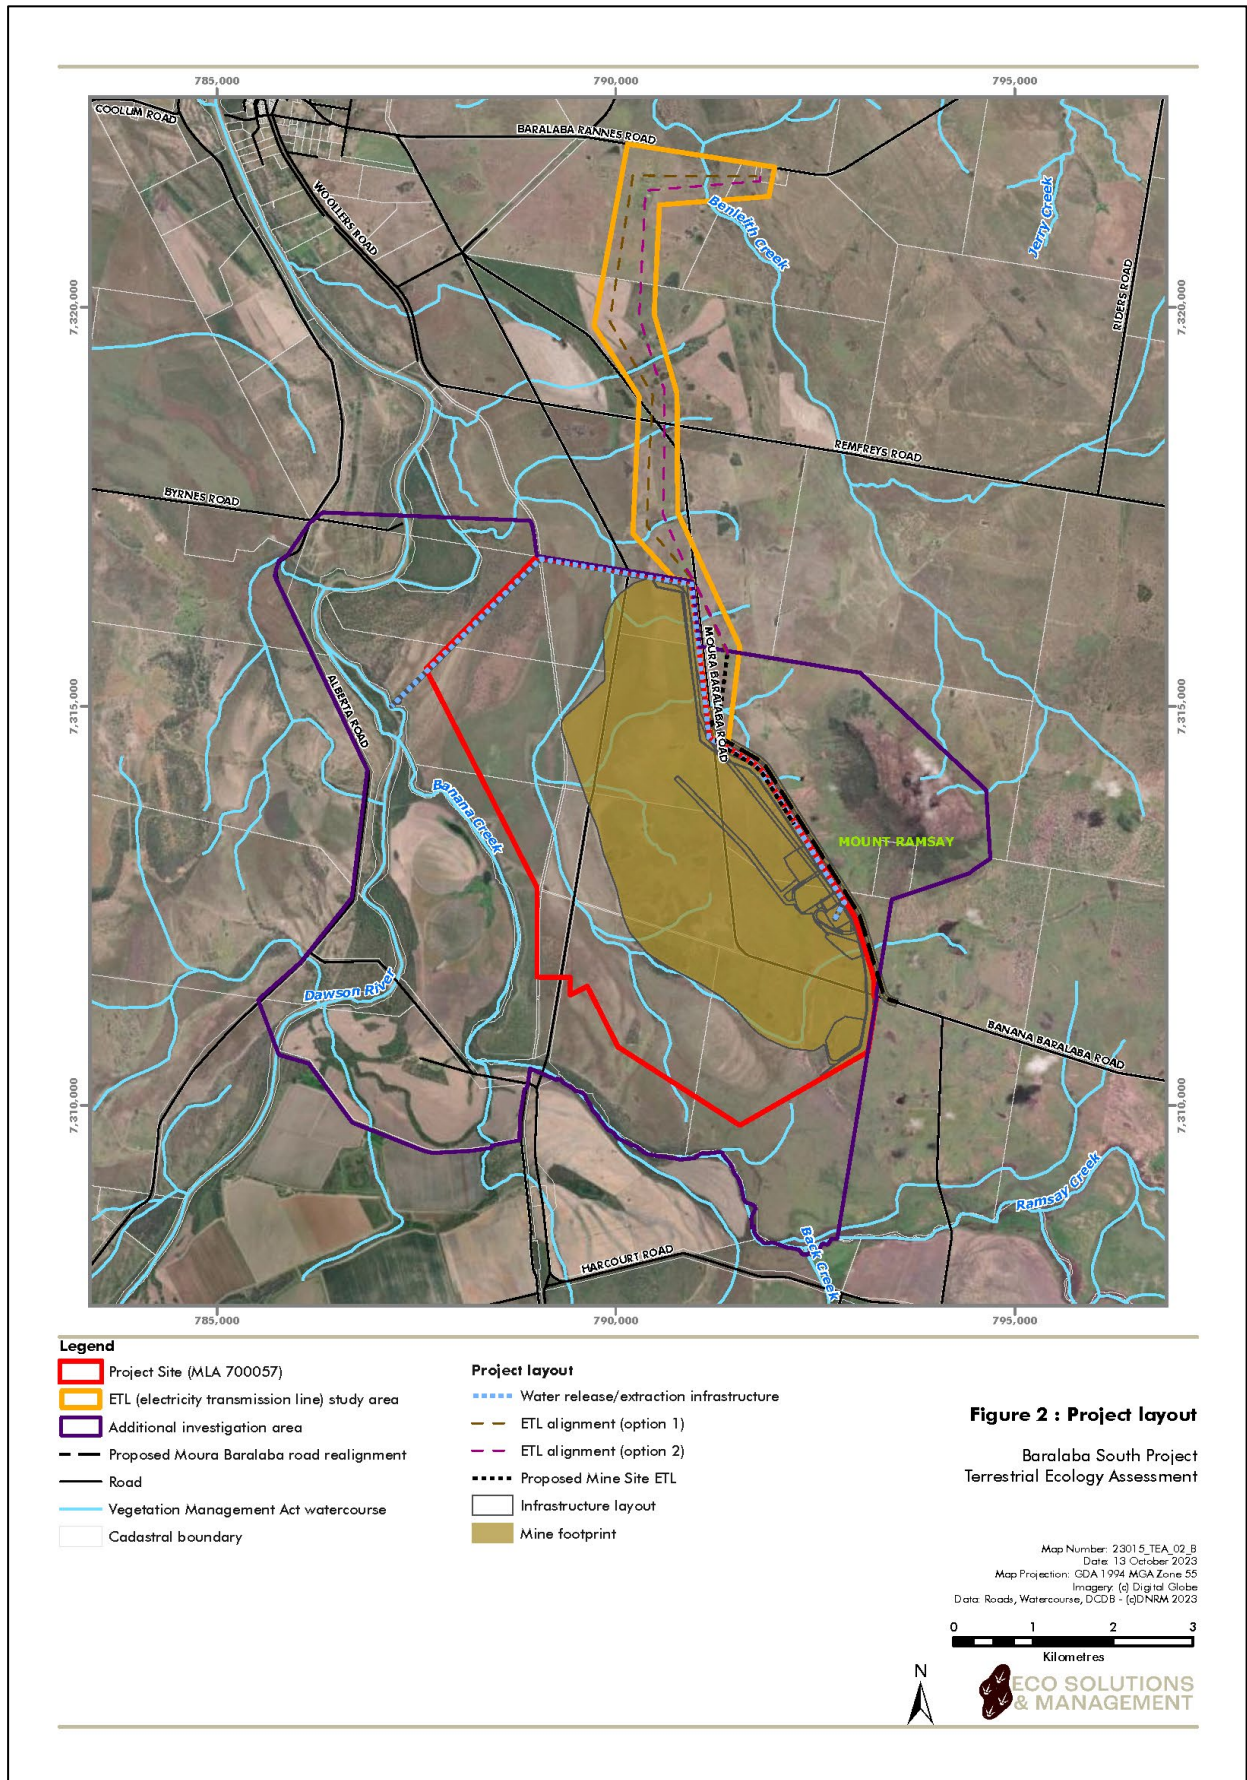 785,000
790,000
795,000
COOLUM ROAD
BARALABA RANNES ROAD
WOOLLERS ROAD
Benleith Creek
Jerry Creek
RIDERS ROAD
7,320,000
7,320,000
REMFREYS ROAD
BYRNES ROAD
MOURA BARALABA ROAD
ALBERTA ROAD
7,315,000
7,315,000
Banana Creek
MOUNT RAMSAY
Dawson River
BANANA BARALABA ROAD
7,310,000
7,310,000
Ramsay Creek
Back Creek
HARCOURT ROAD
785,000
790,000
795,000
Legend
Project Site (MLA 700057)
ETL (electricity transmission line) study area
Additional investigation area
Proposed Moura Baralaba road realignment
Road
Vegetation Management Act watercourse
Cadastral boundary
Project layout
Water release/extraction infrastructure
ETL alignment (option 1)
ETL alignment (option 2)
Proposed Mine Site ETL
Infrastructure layout
Mine footprint
Figure 2 : Project layout
Baralaba South Project
Terrestrial Ecology Assessment
Map Number: 23015_TEA_02_B
Date: 13 October 2023
Map Projection: GDA 1994 MGA Zone 55
Imagery: (c) Digital Globe
Data: Roads, Watercourse, DCDB - (c)DNRM 2023
0 1 2 3
Kilometres
N
ECO SOLUTIONS
& MANAGEMENT